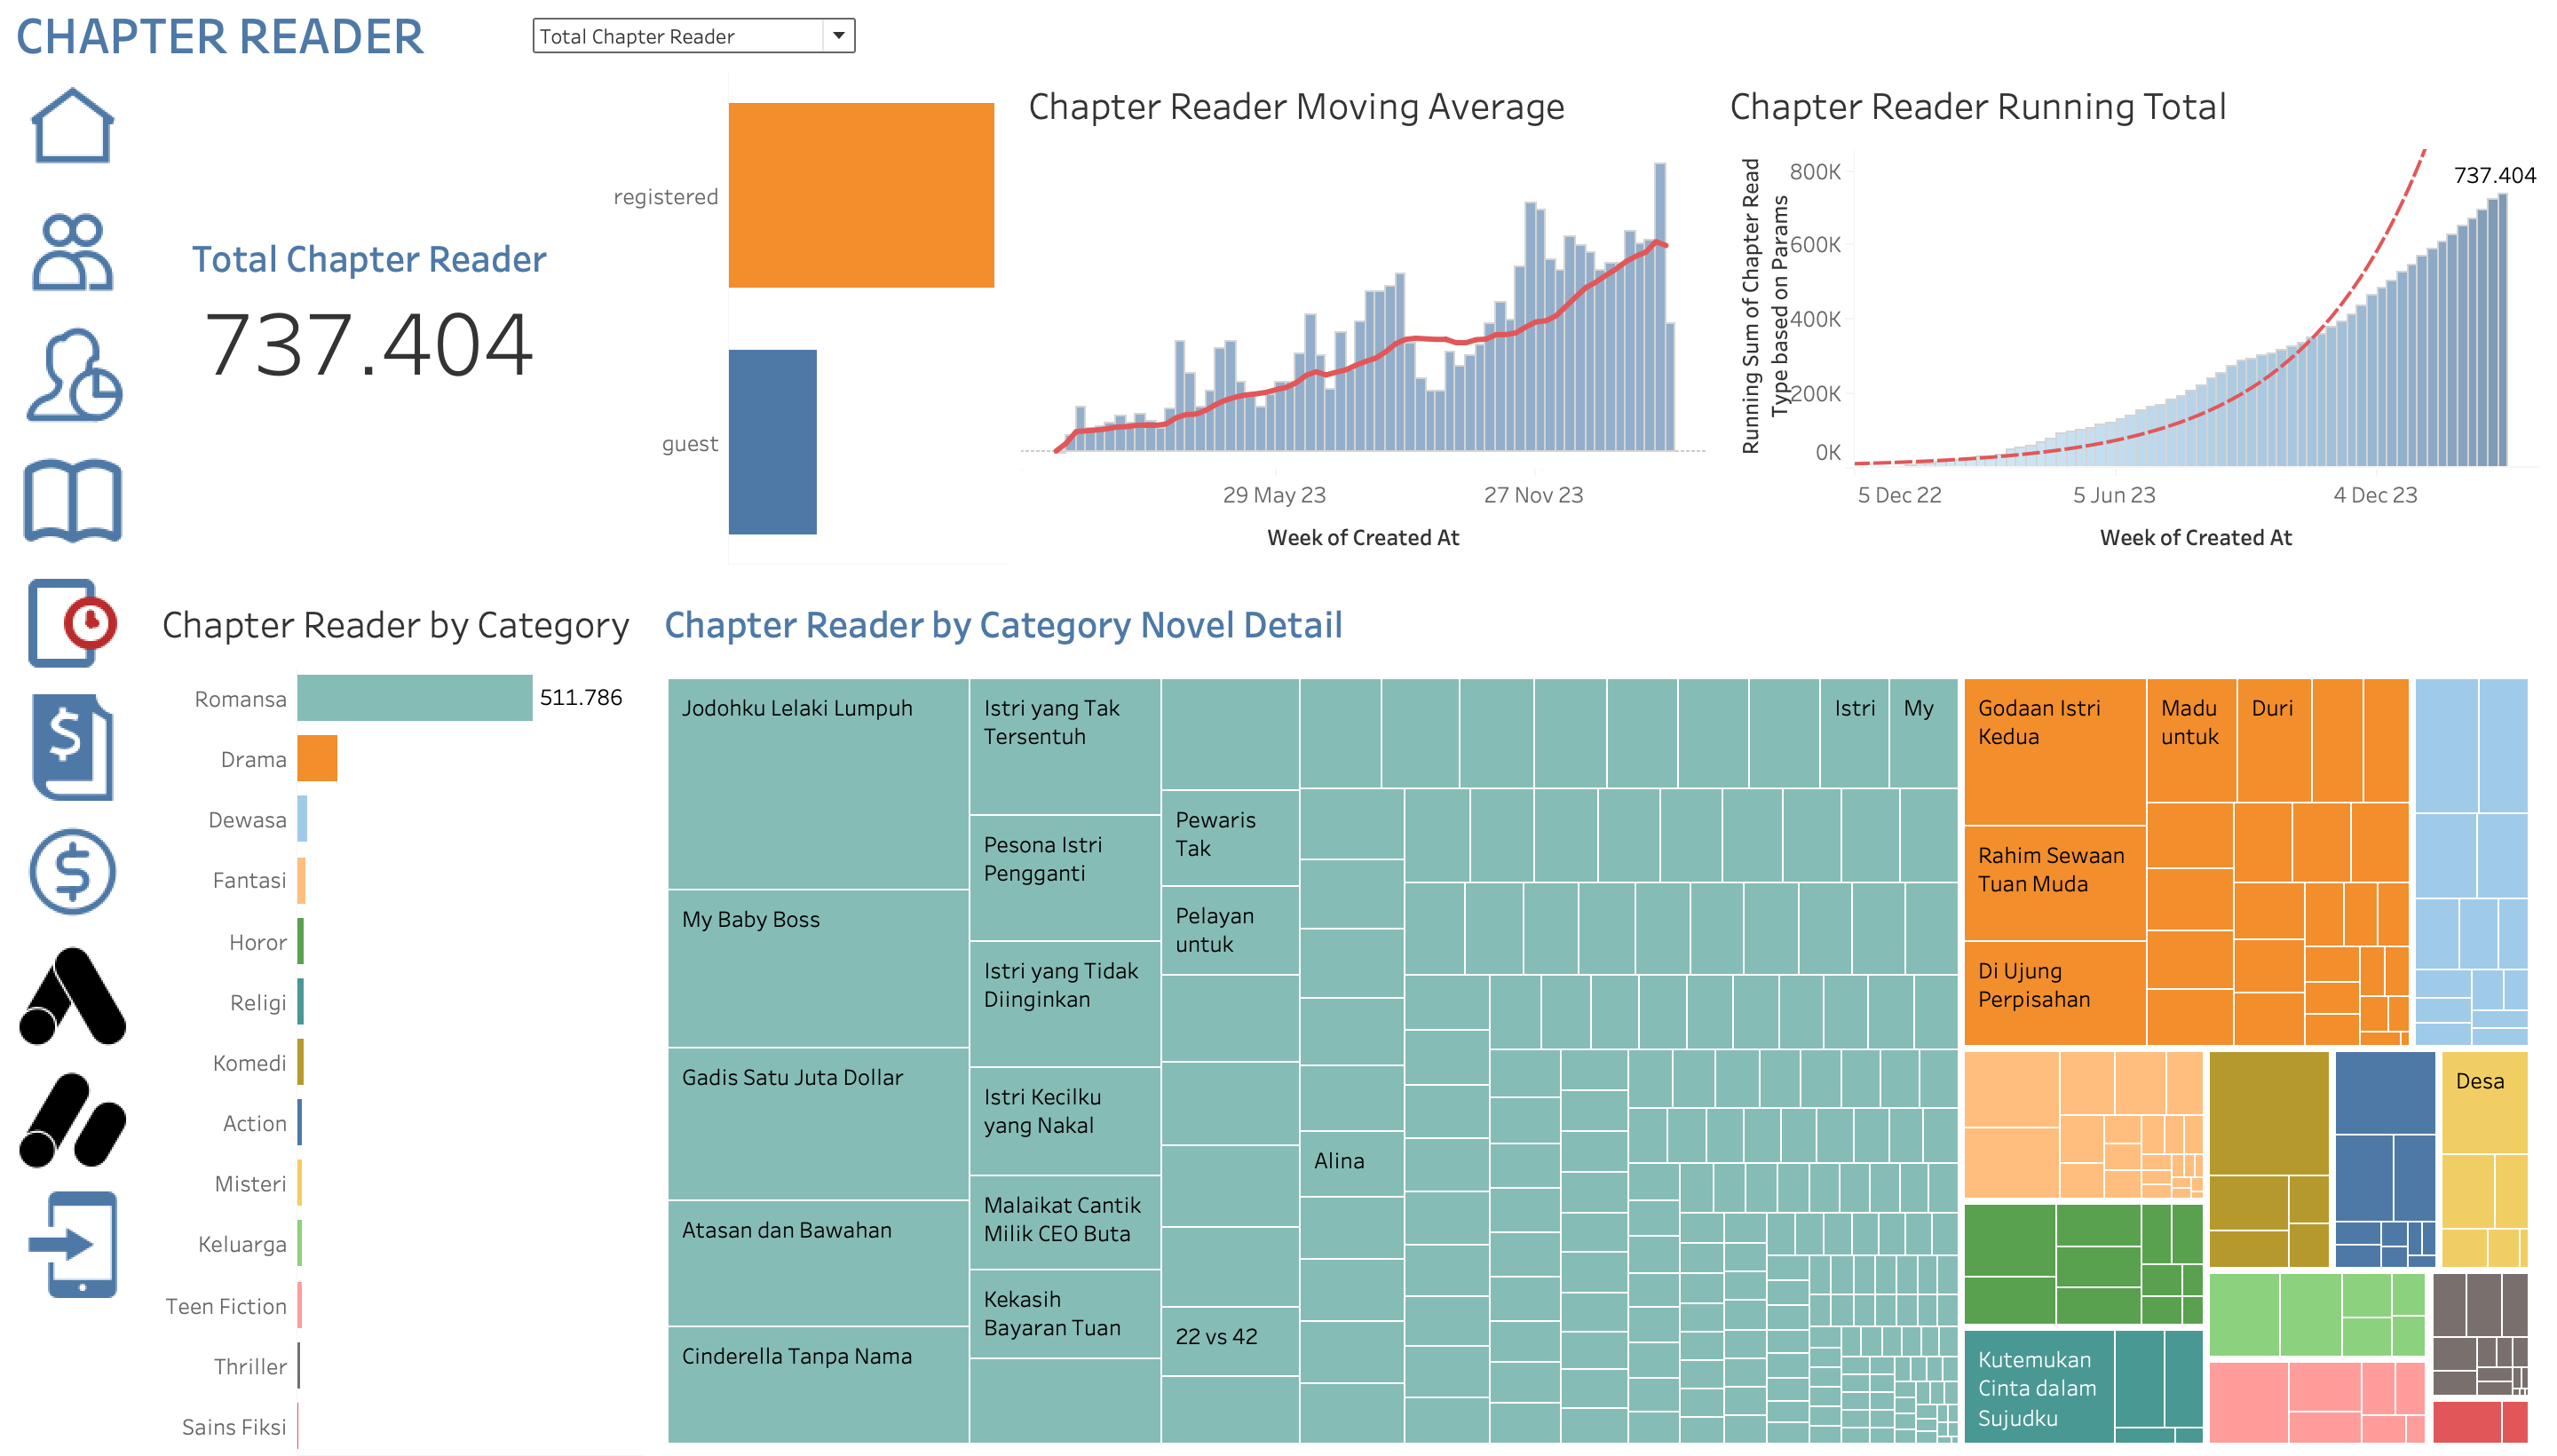 CHAPTER READER
Total Chapter Reader
Total Chapter Reader
737.404
registered
guest
Chapter Reader Moving Average
29 May 23
27 Nov 23
Week of Created At
Chapter Reader Running Total
Running Sum of Chapter Read
Type based on Params
800K
600K
400K
200K
0K
737.404
5 Dec 22
5 Jun 23
4 Dec 23
Week of Created At
Chapter Reader by Category
Romansa
511.786
Drama
Dewasa
Fantasi
Horor
Religi
Komedi
Action
Misteri
Keluarga
Teen Fiction
Thriller
Sains Fiksi
Chapter Reader by Category Novel Detail
Jodohku Lelaki Lumpuh
My Baby Boss
Gadis Satu Juta Dollar
Atasan dan Bawahan
Cinderella Tanpa Nama
Istri yang Tak
Tersentuh
Pesona Istri
Pengganti
Istri yang Tidak
Diinginkan
Istri Kecilku
yang Nakal
Malaikat Cantik
Milik CEO Buta
Kekasih
Bayaran Tuan
Pewaris
Tak
Pelayan
untuk
22 vs 42
Alina
Istri
My
Godaan Istri
Kedua
Rahim Sewaan
Tuan Muda
Di Ujung
Perpisahan
Madu
untuk
Duri
Desa
Kutemukan
Cinta dalam
Sujudku